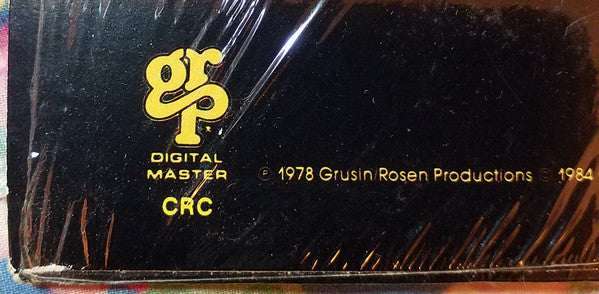 grp
DIGITAL
MASTER
CRC
℗ 1978 Grusin/Rosen Productions © 1984